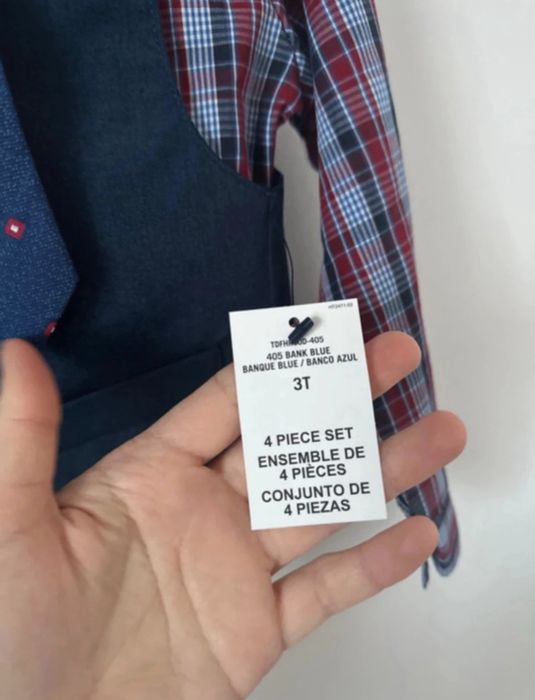 405 BANK BLUE
BANQUE BLUE / BANCO AZUL
3T
4 PIECE SET
ENSEMBLE DE
4 PIÈCES
CONJUNTO DE
4 PIEZAS